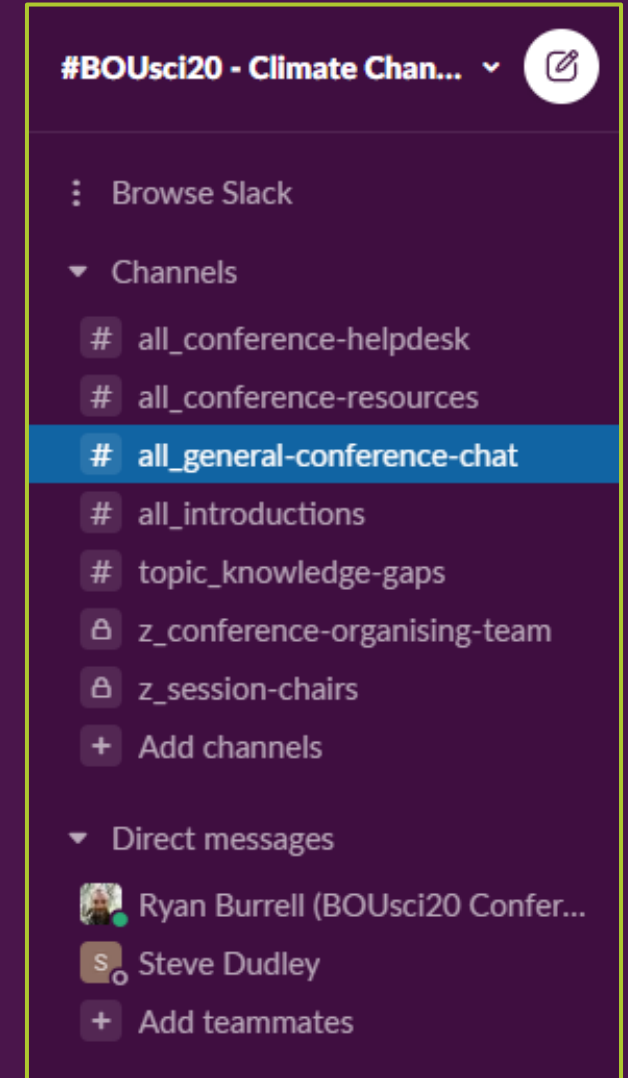 #BOUsci20 - Climate Chan...
Browse Slack
Channels
# all_conference-helpdesk
# all_conference-resources
# all_general-conference-chat
# all_introductions
# topic_knowledge-gaps
z_conference-organising-team
z_session-chairs
+ Add channels
Direct messages
Ryan Burrell (BOUsci20 Confer...
S Steve Dudley
+ Add teammates